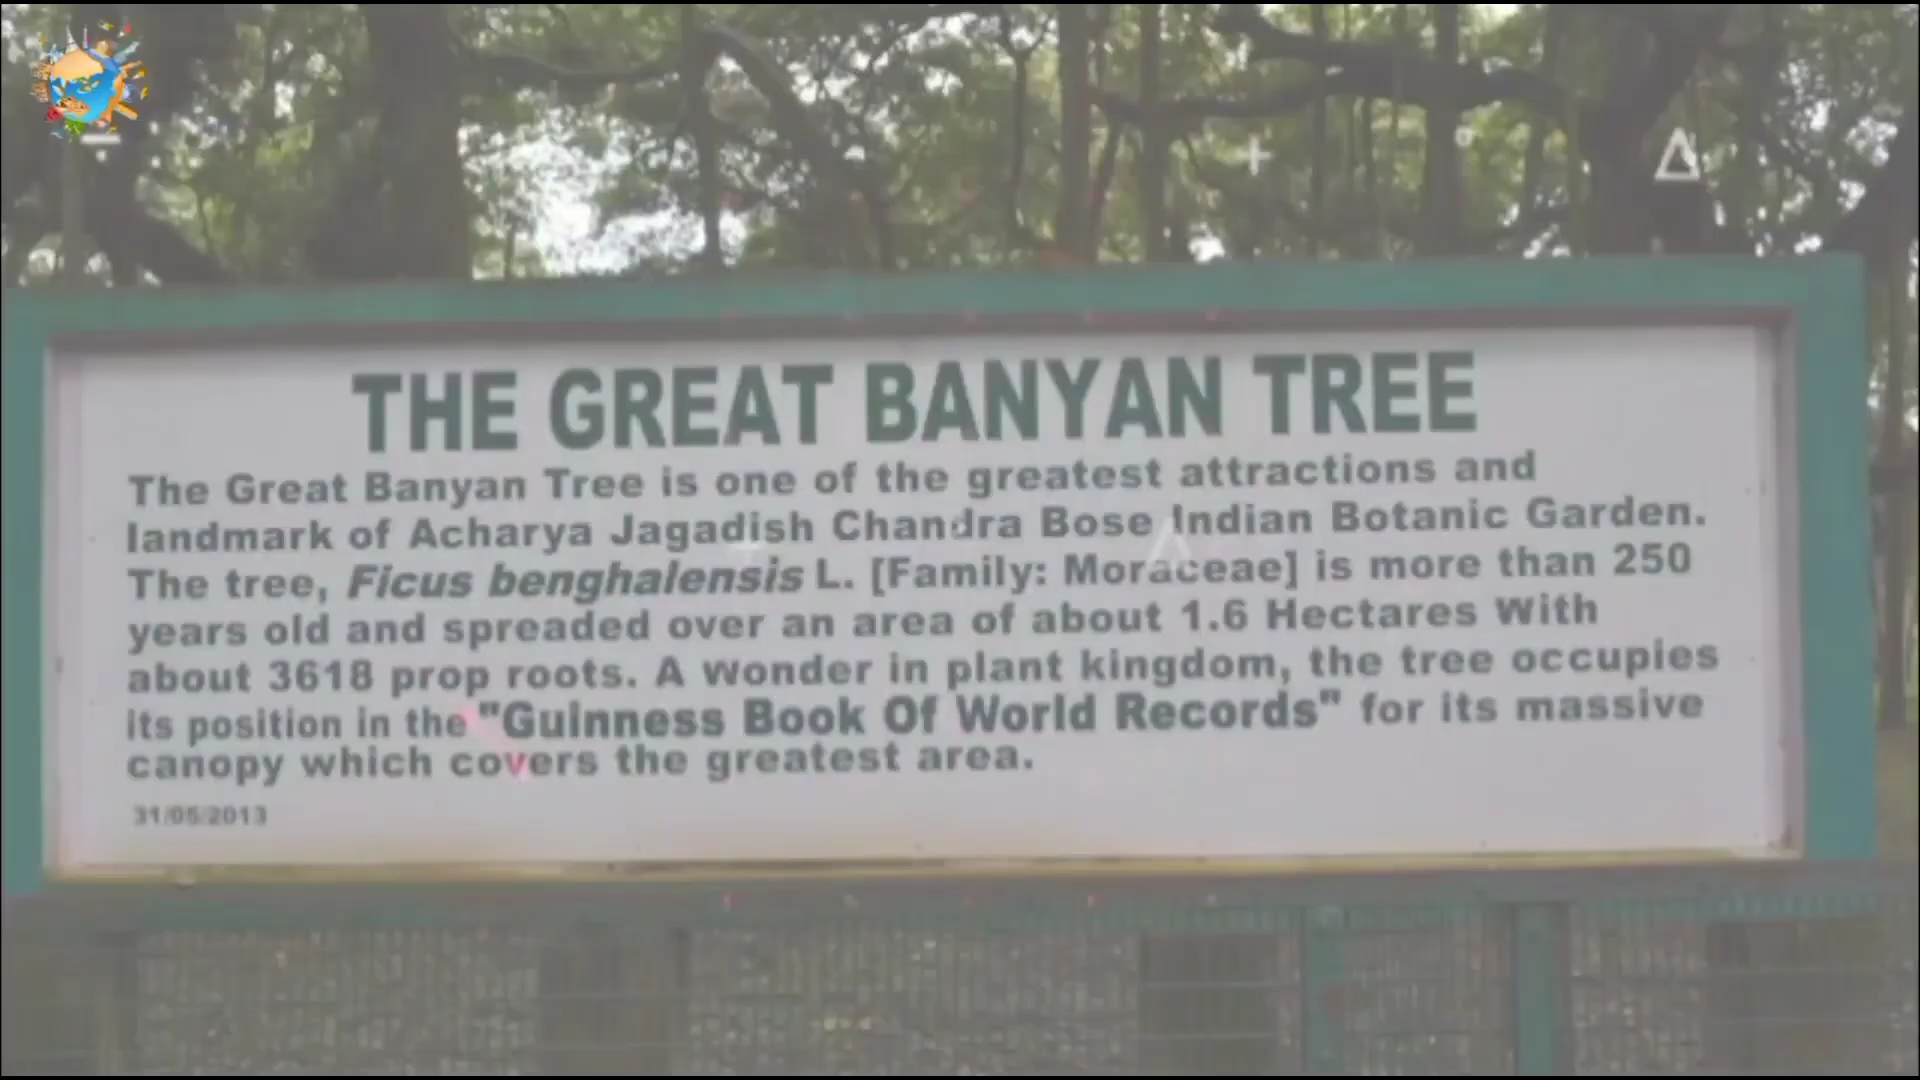 THE GREAT BANYAN TREE
The Great Banyan Tree is one of the greatest attractions and
landmark of Acharya Jagadish Chandra Bose Indian Botanic Garden.
The tree, Ficus benghalensis L. [Family: Moraceae] is more than 250
years old and spreaded over an area of about 1.6 Hectares With
about 3618 prop roots. A wonder in plant kingdom, the tree occupies
its position in the "Guinness Book Of World Records" for its massive
canopy which covers the greatest area.
31/05/2013